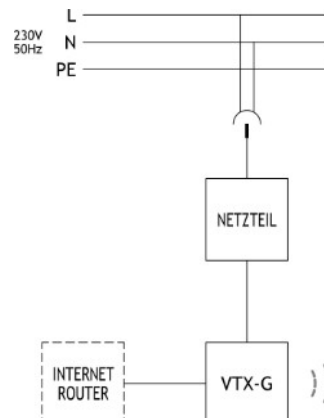 L
230V
50Hz
N
PE
NETZTEIL
INTERNET
ROUTER
VTX-G